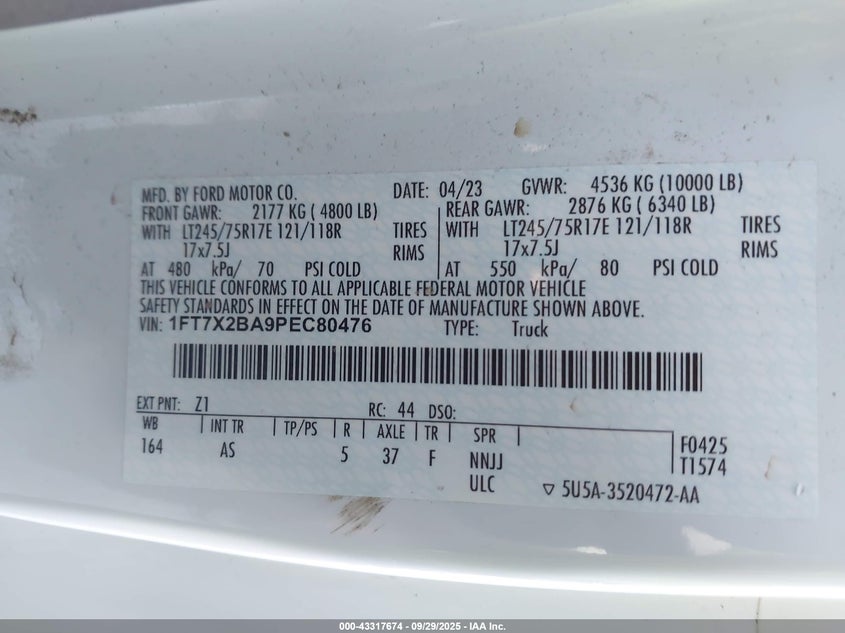 MFD. BY FORD MOTOR CO. DATE: 04/23 GVWR: 4536 KG (10000 LB)
FRONT GAWR: 2177 KG ( 4800 LB) REAR GAWR: 2876 KG ( 6340 LB)
WITH LT245/75R17E 121/118R TIRES WITH LT245/75R17E 121/118R TIRES
17x7.5J RIMS 17x7.5J RIMS
AT 480 kPa/ 70 PSI COLD AT 550 kPa/ 80 PSI COLD
THIS VEHICLE CONFORMS TO ALL APPLICABLE FEDERAL MOTOR VEHICLE
SAFETY STANDARDS IN EFFECT ON THE DATE OF MANUFACTURE SHOWN ABOVE.
VIN: 1FT7X2BA9PEC80476 TYPE: Truck
EXT PNT: Z1 RC: 44 DSO:
WB INT TR TP/PS R AXLE TR SPR F0425
164 AS 5 37 F NNJJ T1574
ULC ▽ 5U5A-3520472-AA
000-43317674 - 09/29/2025 - IAA Inc.